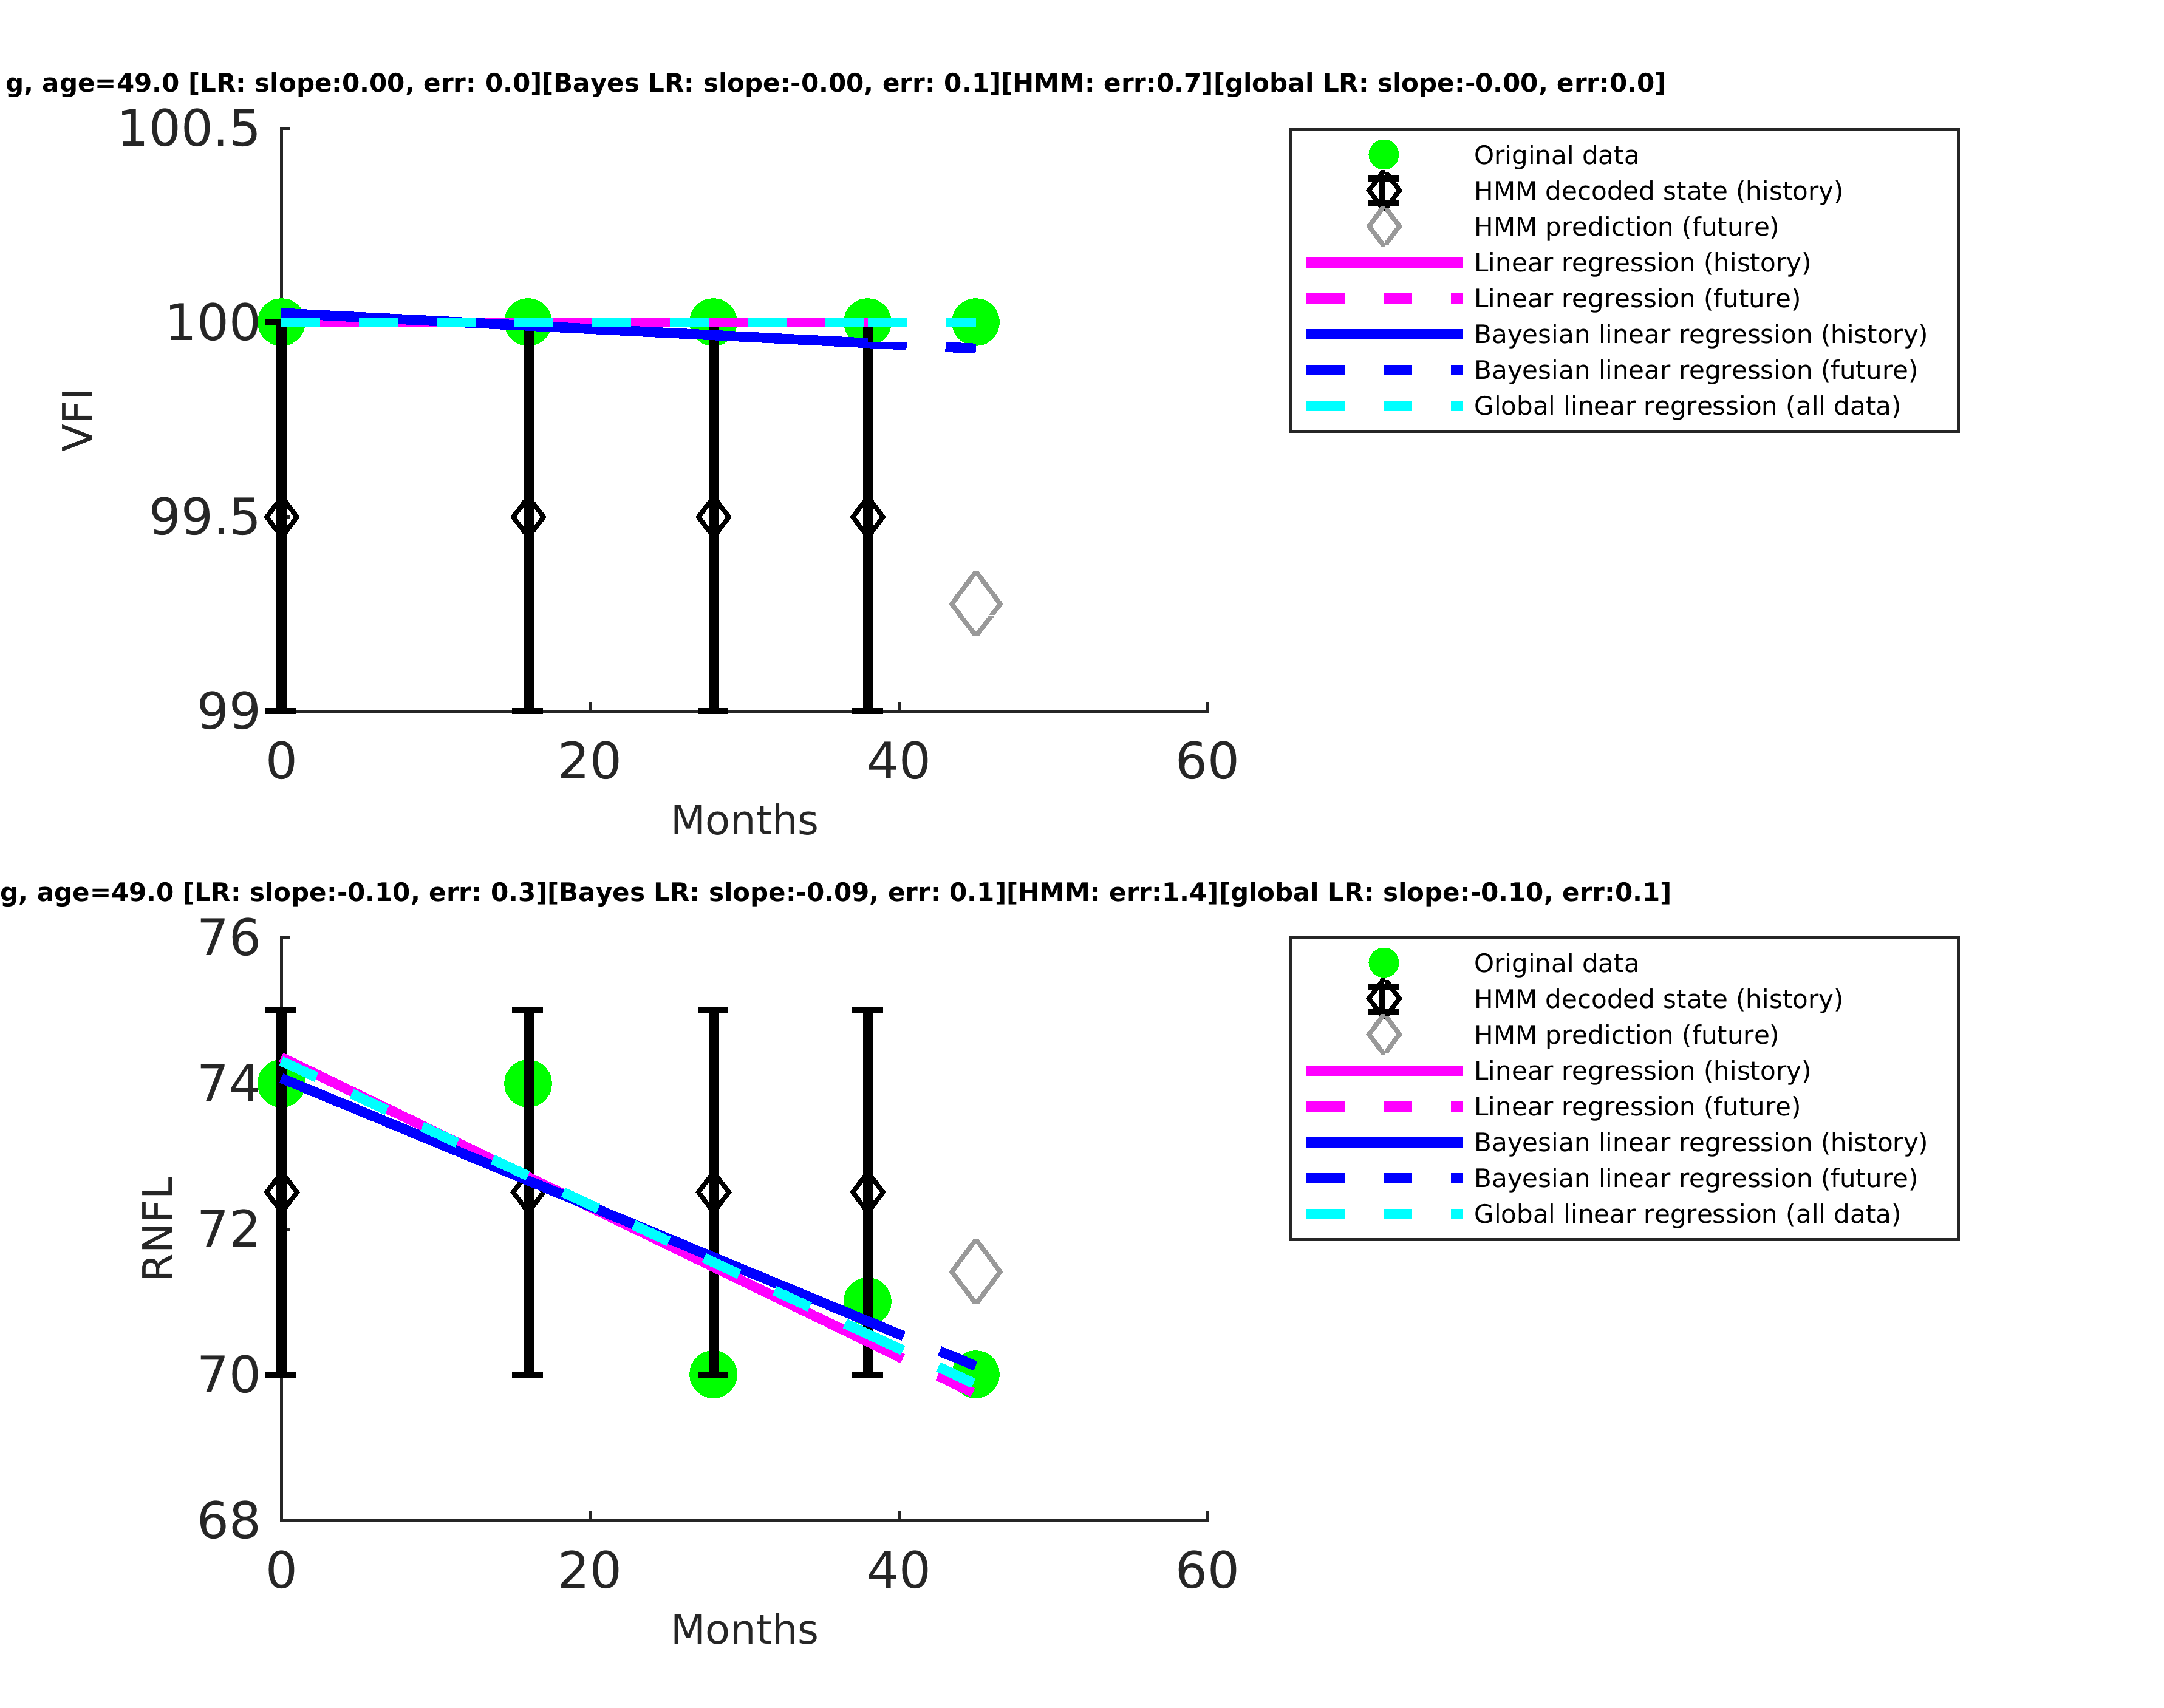 g, age=49.0 [LR: slope:0.00, err: 0.0][Bayes LR: slope:-0.00, err: 0.1][HMM: err:0.7][global LR: slope:-0.00, err:0.0]
100.5
100
99.5
99
VFI
0 20 40 60
Months
Original data
HMM decoded state (history)
HMM prediction (future)
Linear regression (history)
Linear regression (future)
Bayesian linear regression (history)
Bayesian linear regression (future)
Global linear regression (all data)
g, age=49.0 [LR: slope:-0.10, err: 0.3][Bayes LR: slope:-0.09, err: 0.1][HMM: err:1.4][global LR: slope:-0.10, err:0.1]
76
74
72
70
68
RNFL
0 20 40 60
Months
Original data
HMM decoded state (history)
HMM prediction (future)
Linear regression (history)
Linear regression (future)
Bayesian linear regression (history)
Bayesian linear regression (future)
Global linear regression (all data)